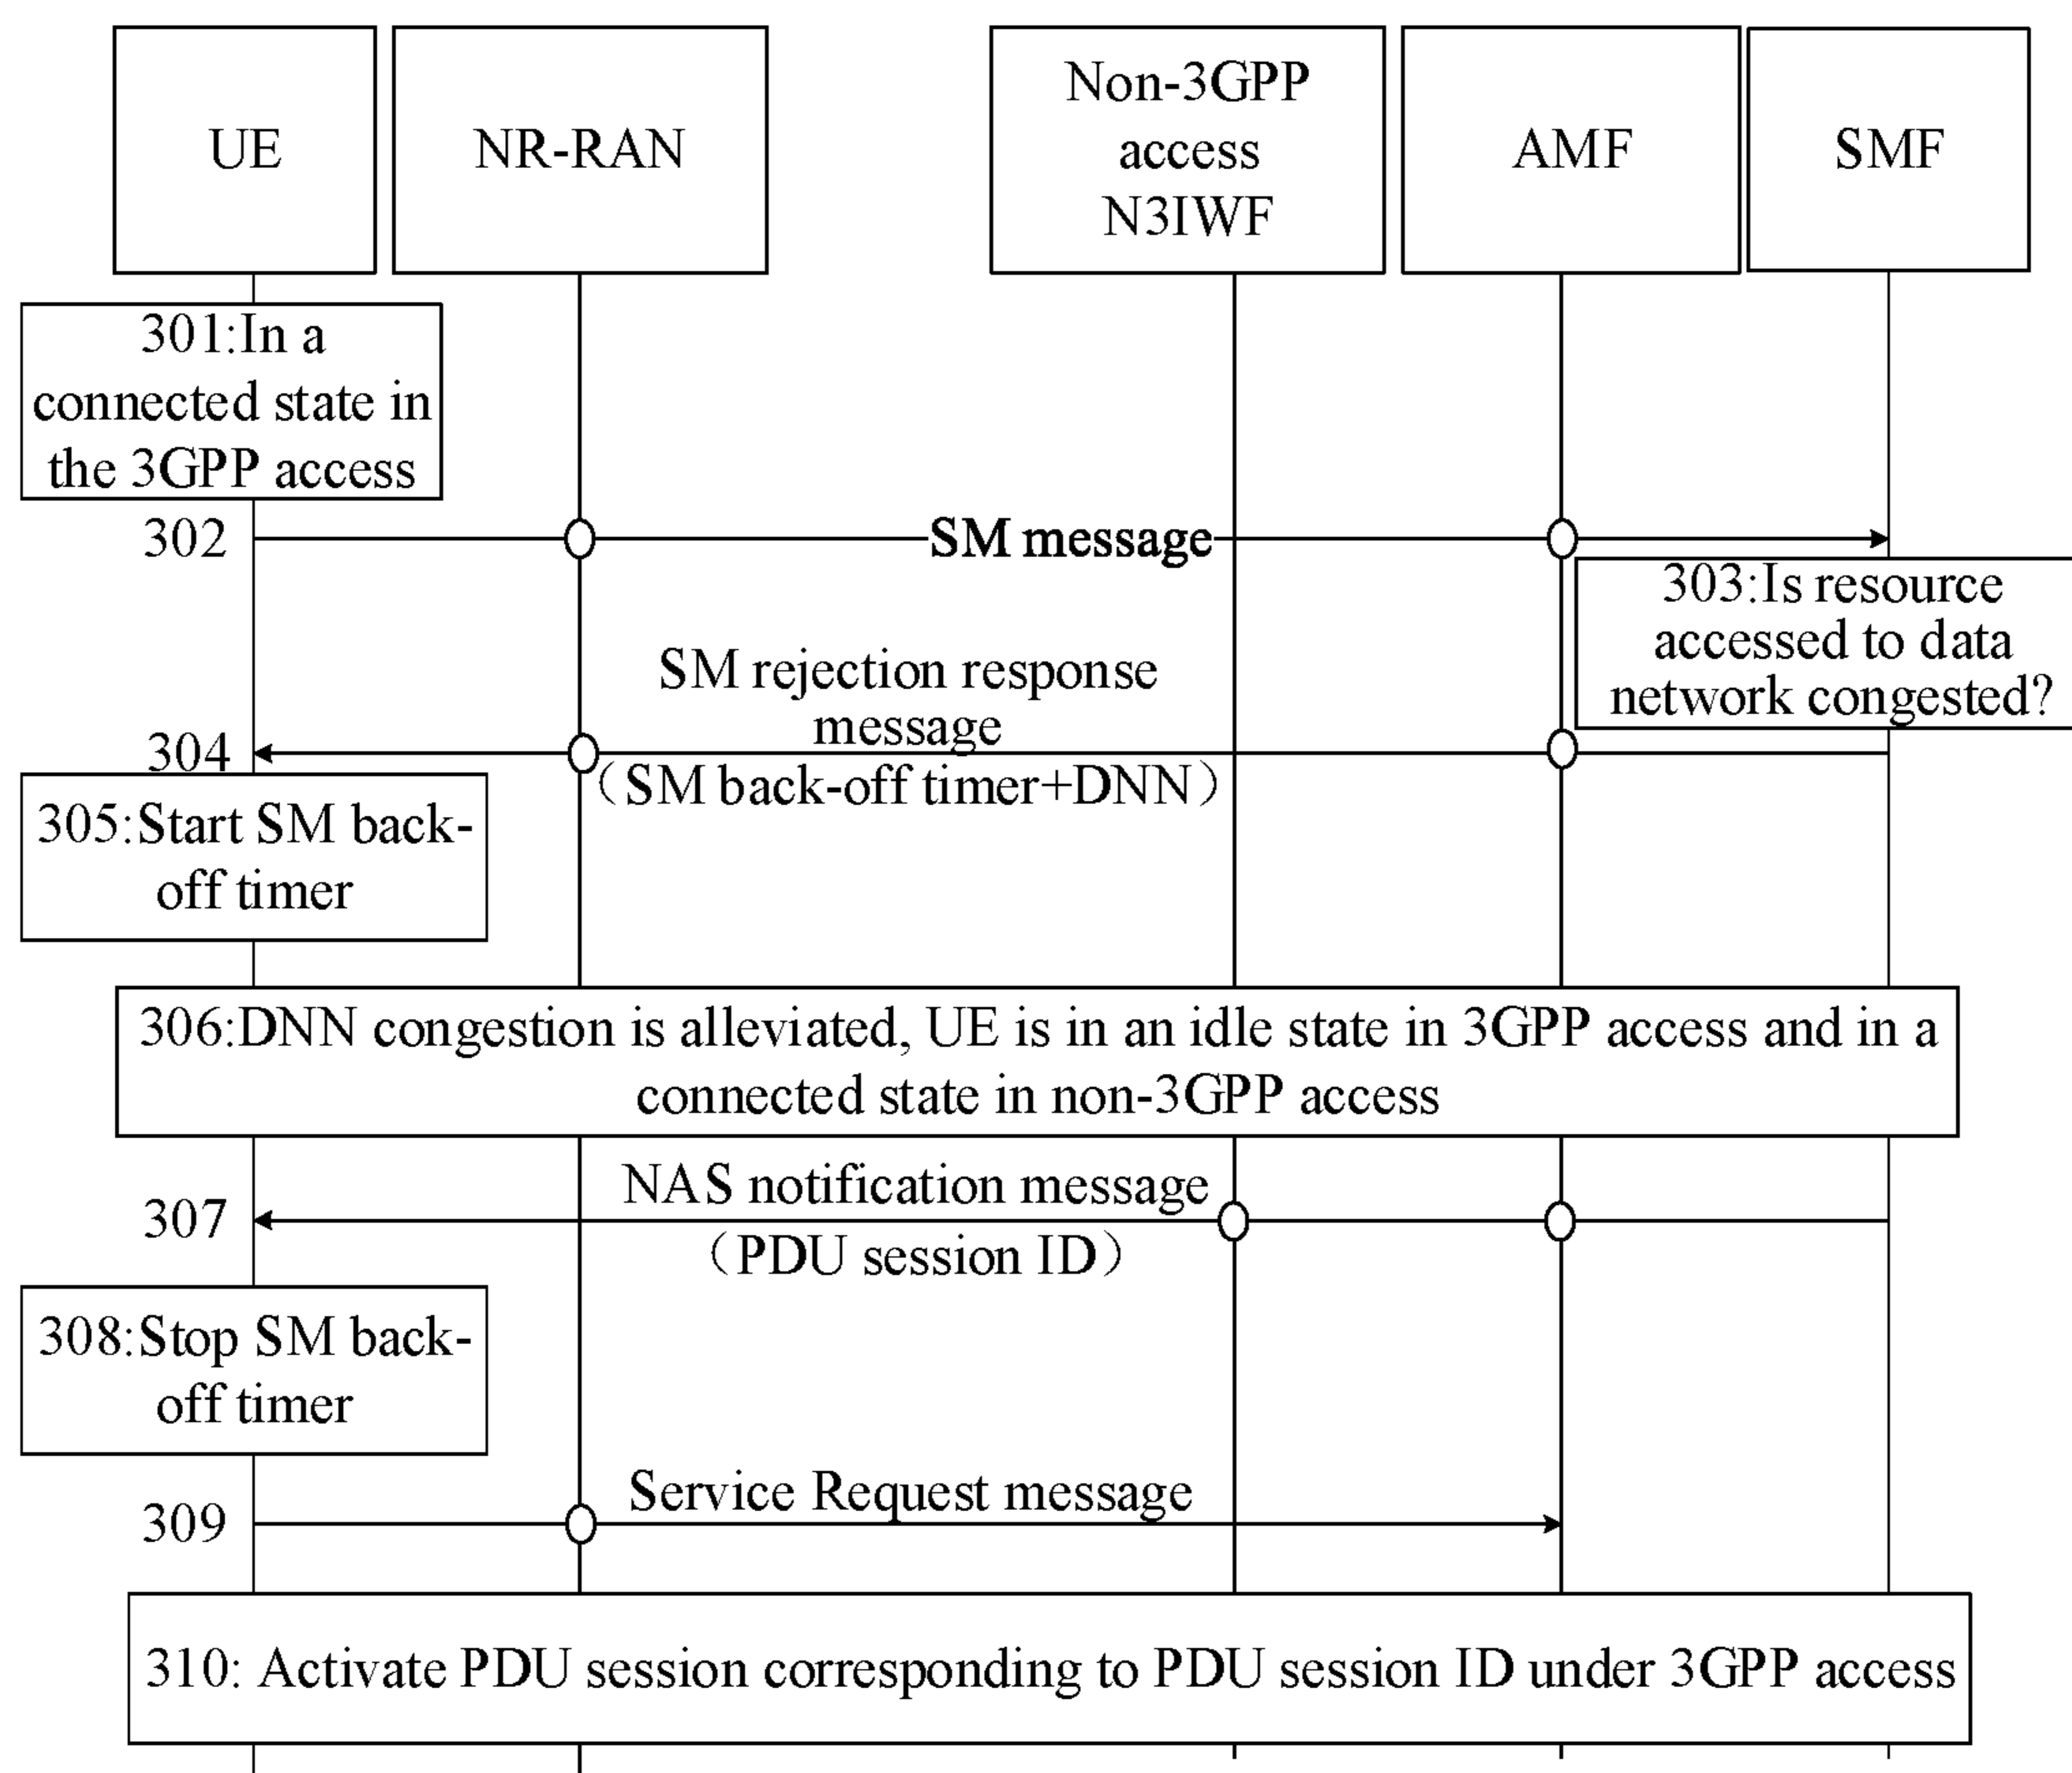 UE
NR-RAN
Non-3GPP
access
N3IWF
AMF
SMF
301:In a
connected state in
the 3GPP access
302
SM message
303:Is resource
accessed to data
network congested?
SM rejection response
message
304
（SM back-off timer+DNN）
305:Start SM back-
off timer
306:DNN congestion is alleviated, UE is in an idle state in 3GPP access and in a
connected state in non-3GPP access
NAS notification message
307
（PDU session ID）
308:Stop SM back-
off timer
Service Request message
309
310: Activate PDU session corresponding to PDU session ID under 3GPP access